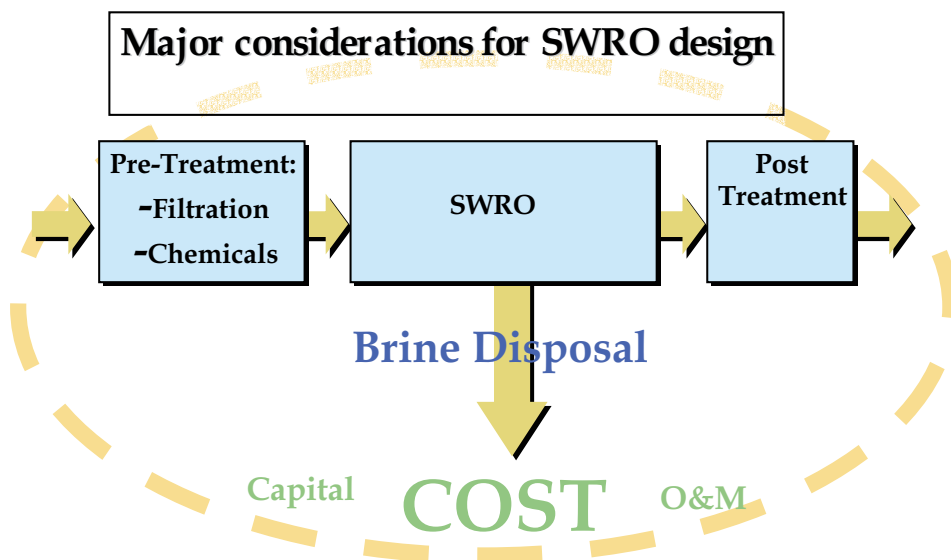 Major considerations for SWRO design
Pre-Treatment:
-Filtration
-Chemicals
SWRO
Post
Treatment
Brine Disposal
Capital
COST
O&M